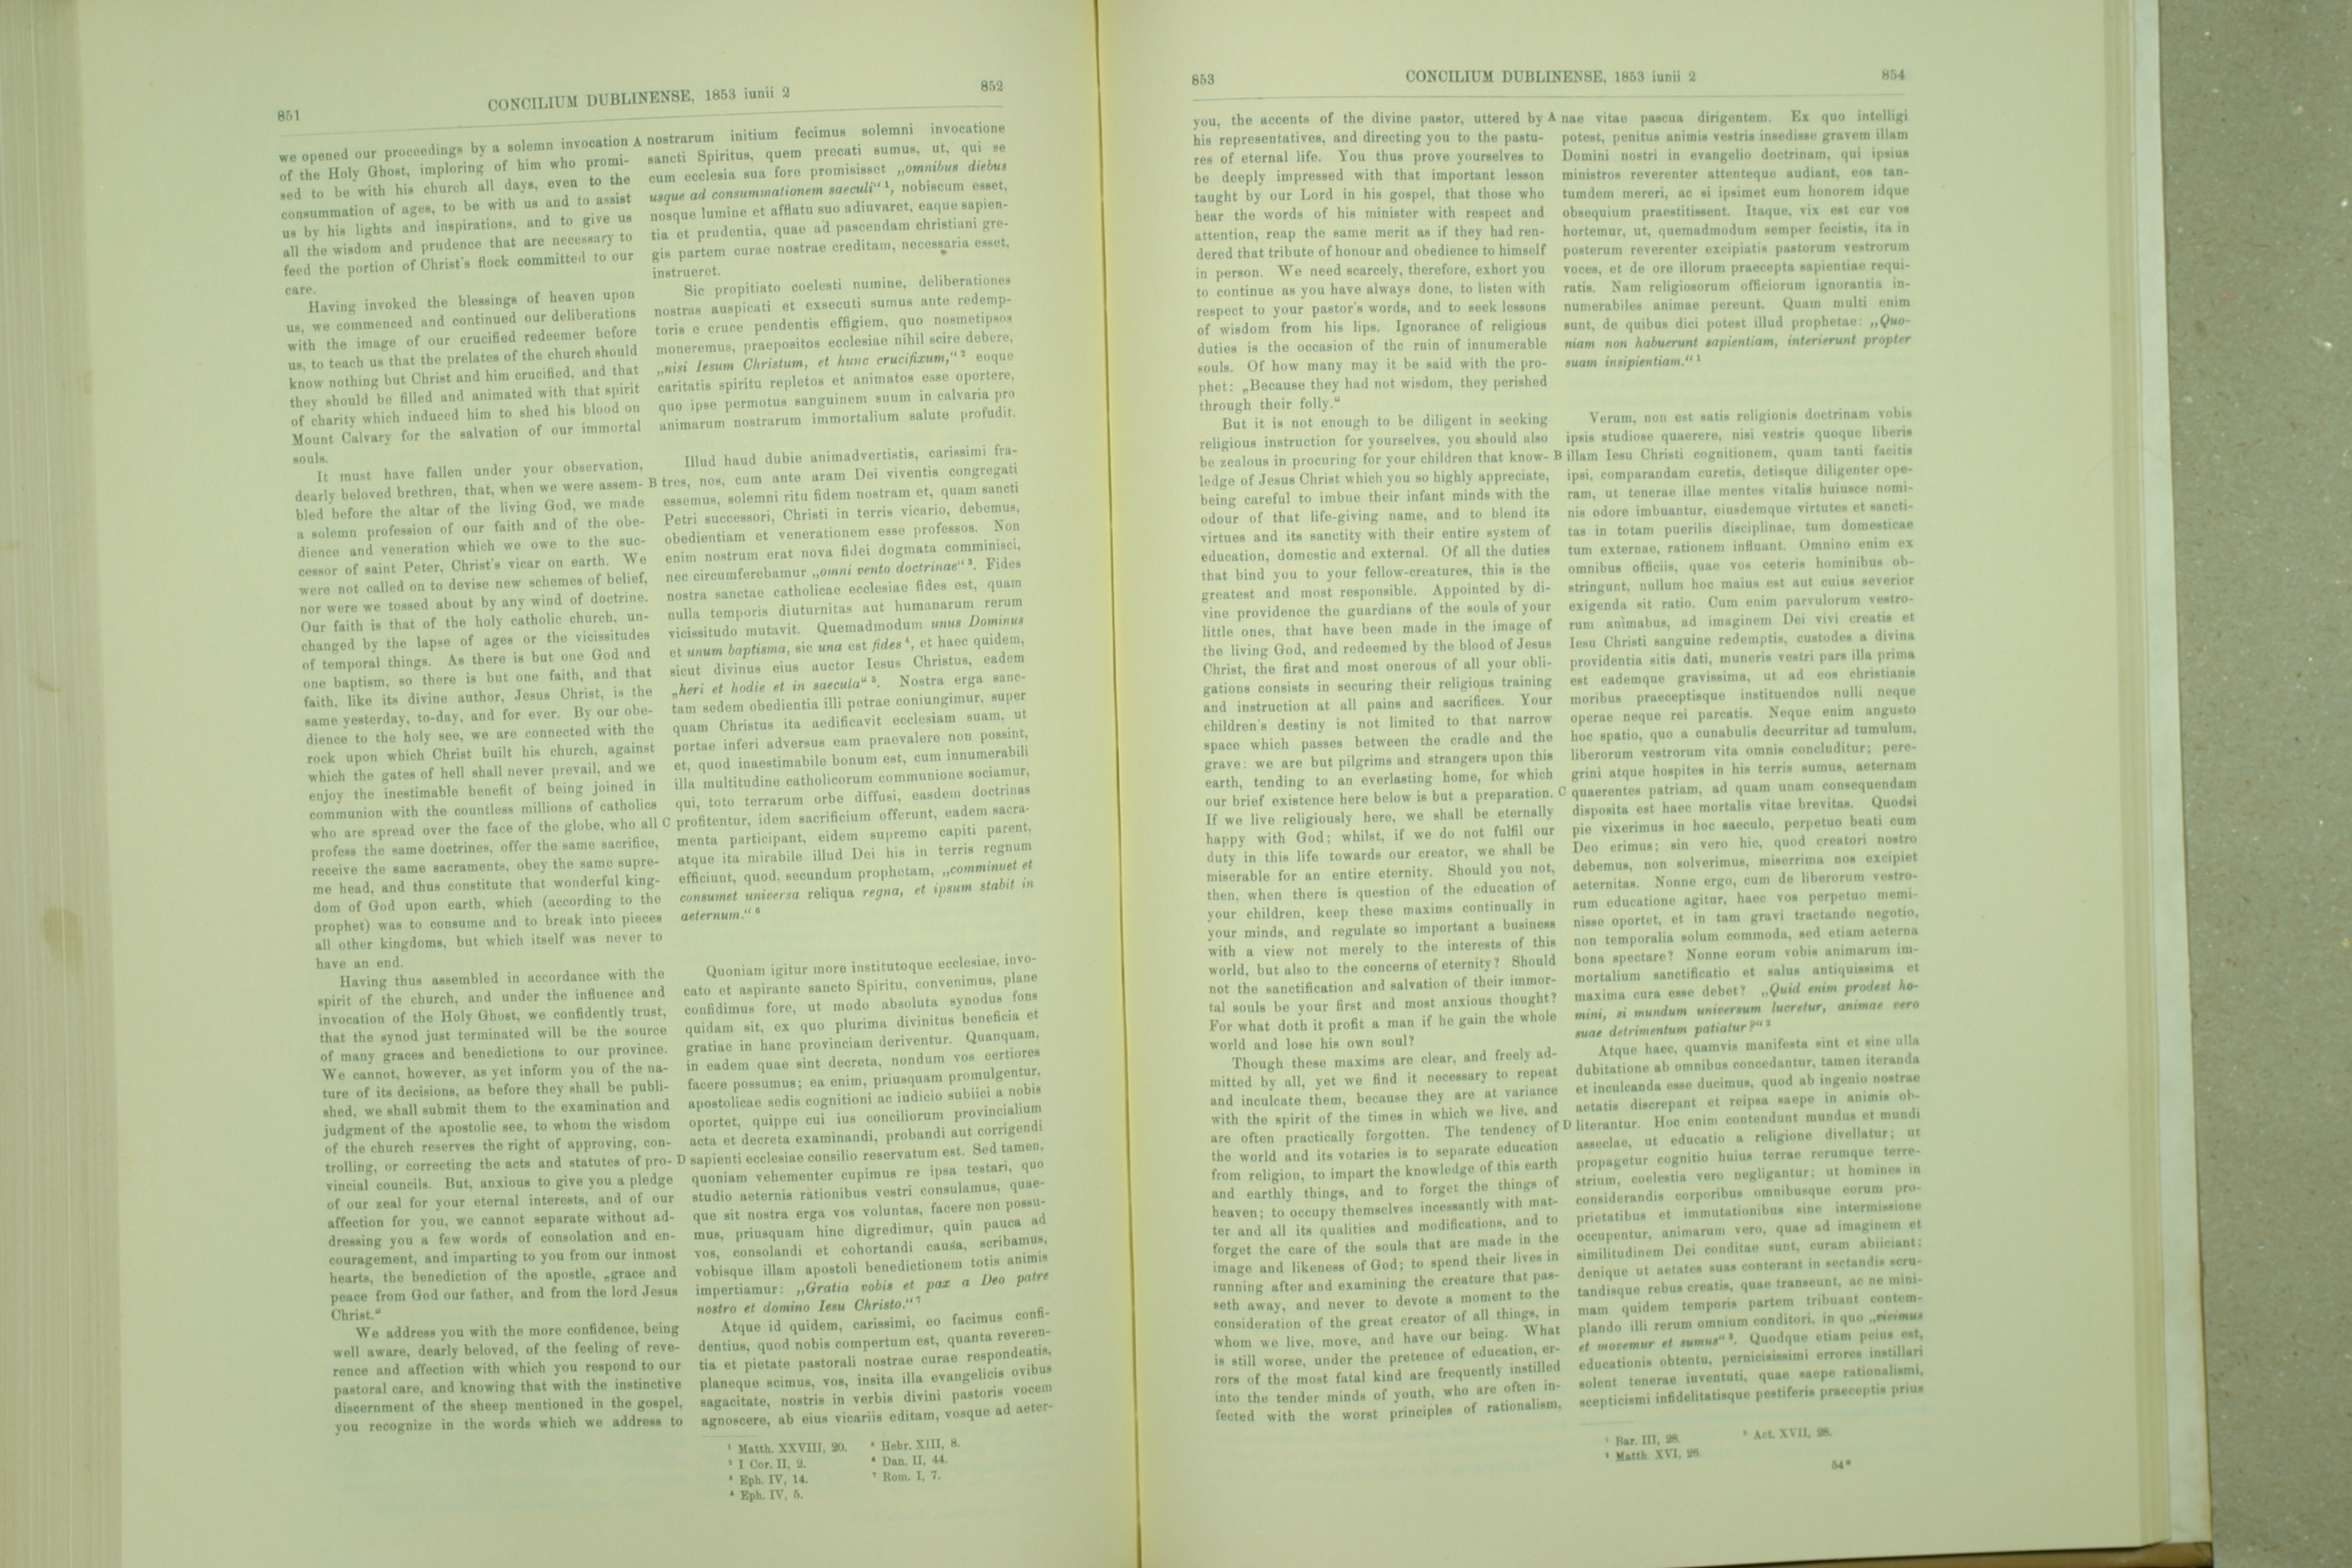 851
CONCILIUM DUBLINENSE, 1853 iunii 2
852
we opened our proceedings by a solemn invocation
of the Holy Ghost, imploring of him who promi-
sed to be with his church all days, even to the
consummation of ages, to be with us and to assist
us by his lights and inspirations, and to give us
all the wisdom and prudence that are necessary to
feed the portion of Christ's flock committed to our
care.
Having invoked the blessings of heaven upon
us, we commenced and continued our deliberations
with the image of our crucified redeemer before
us, to teach us that the prelates of the church should
know nothing but Christ and him crucified, and that
they should be filled and animated with that spirit
of charity which induced him to shed his blood on
Mount Calvary for the salvation of our immortal
souls.
It must have fallen under your observation,
dearly beloved brethren, that, when we were assem-
bled before the altar of the living God, we made
a solemn profession of our faith and of the obe-
dience and veneration which we owe to the suc-
cessor of saint Peter, Christ's vicar on earth. We
were not called on to devise new schemes of belief,
nor were we tossed about by any wind of doctrine.
Our faith is that of the holy catholic church, un-
changed by the lapse of ages or the vicissitudes
of temporal things. As there is but one God and
one baptism, so there is but one faith, and that
faith, like its divine author, Jesus Christ, is the
same yesterday, to-day, and for ever. By our obe-
dience to the holy see, we are connected with the
rock upon which Christ built his church, against
which the gates of hell shall never prevail, and we
enjoy the inestimable benefit of being joined in
communion with the countless millions of catholics
who are spread over the face of the globe, who all
profess the same doctrines, offer the same sacrifice,
receive the same sacraments, obey the same supre-
me head, and thus constitute that wonderful king-
dom of God upon earth, which (according to the
prophet) was to consume and to break into pieces
all other kingdoms, but which itself was never to
have an end.
Having thus assembled in accordance with the
spirit of the church, and under the influence and
invocation of the Holy Ghost, we confidently trust,
that the synod just terminated will be the source
of many graces and benedictions to our province.
We cannot, however, as yet inform you of the na-
ture of its decisions, as before they shall be publi-
shed, we shall submit them to the examination and
judgment of the apostolic see, to whom the wisdom
of the church reserves the right of approving, con-
trolling, or correcting the acts and statutes of pro-
vincial councils. But, anxious to give you a pledge
of our zeal for your eternal interests, and of our
affection for you, we cannot separate without ad-
dressing you a few words of consolation and en-
couragement, and imparting to you from our inmost
hearts, the benediction of the apostle, „grace and
peace from God our father, and from the lord Jesus
Christ.“
We address you with the more confidence, being
well aware, dearly beloved, of the feeling of reve-
rence and affection with which you respond to our
pastoral care, and knowing that with the instinctive
discernment of the sheep mentioned in the gospel,
you recognize in the words which we address to
A
B
C
D
nostrarum initium fecimus solemni invocatione
sancti Spiritus, quem precati sumus, ut, qui se
cum ecclesia sua fore promisisset „omnibus diebus
usque ad consummationem saeculi“ ¹, nobiscum esset,
nosque lumine et afflatu suo adiuvaret, eaque sapien-
tia et prudentia, quae ad pascendam christiani gre-
gis partem curae nostrae creditam, necessaria esset,
instrueret.
Sic propitiato coelesti numine, deliberationes
nostras auspicati et exsecuti sumus ante redemp-
toris e cruce pendentis effigiem, quo nosmetipsos
moneremus, praepositos ecclesiae nihil scire debere,
„nisi Iesum Christum, et hunc crucifixum,“ ² eoque
caritatis spiritu repletos et animatos esse oportere,
quo ipse permotus sanguinem suum in calvaria pro
animarum nostrarum immortalium salute profudit.
Illud haud dubie animadvertistis, carissimi fra-
tres, nos, cum ante aram Dei viventis congregati
essemus, solemni ritu fidem nostram et, quam sancti
Petri successori, Christi in terris vicario, debemus,
obedientiam et venerationem esse professos. Non
enim nostrum erat nova fidei dogmata comminisci,
nec circumferebamur „omni vento doctrinae“ ³. Fides
nostra sanctae catholicae ecclesiae fides est, quam
nulla temporis diuturnitas aut humanarum rerum
vicissitudo mutavit. Quemadmodum unus Dominus
et unum baptisma, sic una est fides ⁴, et haec quidem,
sicut divinus eius auctor Iesus Christus, eadem
„heri et hodie et in saecula“ ⁵. Nostra erga sanc-
tam sedem obedientia illi petrae coniungimur, super
quam Christus ita aedificavit ecclesiam suam, ut
portae inferi adversus eam praevalere non possint,
et, quod inaestimabile bonum est, cum innumerabili
illa multitudine catholicorum communione sociamur,
qui, toto terrarum orbe diffusi, easdem doctrinas
profitentur, idem sacrificium offerunt, eadem sacra-
menta participant, eidem supremo capiti parent,
atque ita mirabile illud Dei his in terris regnum
efficiunt, quod, secundum prophetam, „comminuet et
consumet universa reliqua regna, et ipsum stabit in
aeternum.“ ⁶
Quoniam igitur more institutoque ecclesiae, invo-
cato et aspirante sancto Spiritu, convenimus, plane
confidimus fore, ut modo absoluta synodus fons
quidam sit, ex quo plurima divinitus beneficia et
gratiae in hanc provinciam deriventur. Quanquam,
in eadem quae sint decreta, nondum vos certiores
facere possumus; ea enim, priusquam promulgentur,
apostolicae sedis cognitioni ac iudicio subiici a nobis
oportet, quippe cui ius conciliorum provincialium
acta et decreta examinandi, probandi aut corrigendi
sapienti ecclesiae consilio reservatum est. Sed tamen,
quoniam vehementer cupimus re ipsa testari, quo
studio aeternis rationibus vestri consulamus, quae-
que sit nostra erga vos voluntas, facere non possu-
mus, priusquam hinc digredimur, quin pauca ad
vos, consolandi et cohortandi causa, scribamus,
vobisque illam apostoli benedictionem totis animis
impertiamur: „Gratia vobis et pax a Deo patre
nostro et domino Iesu Christo.“ ⁷
Atque id quidem, carissimi, eo facimus confi-
dentius, quod nobis compertum est, quanta reveren-
tia et pietate pastorali nostrae curae respondeatis,
planeque scimus, vos, insita illa evangelicis ovibus
sagacitate, nostris in verbis divini pastoris vocem
agnoscere, ab eius vicariis editam, vosque ad aeter-
¹ Matth. XXVIII, 20.
² I Cor. II, 2.
³ Eph. IV, 14.
⁴ Eph. IV, 5.
⁵ Hebr. XIII, 8.
⁶ Dan. II, 44.
⁷ Rom. I, 7.
853
CONCILIUM DUBLINENSE, 1853 iunii 2
854
you, the accents of the divine pastor, uttered by
his representatives, and directing you to the pastu-
res of eternal life. You thus prove yourselves to
be deeply impressed with that important lesson
taught by our Lord in his gospel, that those who
hear the words of his minister with respect and
attention, reap the same merit as if they had ren-
dered that tribute of honour and obedience to himself
in person. We need scarcely, therefore, exhort you
to continue as you have always done, to listen with
respect to your pastor's words, and to seek lessons
of wisdom from his lips. Ignorance of religious
duties is the occasion of the ruin of innumerable
souls. Of how many may it be said with the pro-
phet: „Because they had not wisdom, they perished
through their folly.“
But it is not enough to be diligent in seeking
religious instruction for yourselves, you should also
be zealous in procuring for your children that know-
ledge of Jesus Christ which you so highly appreciate,
being careful to imbue their infant minds with the
odour of that life-giving name, and to blend its
virtues and its sanctity with their entire system of
education, domestic and external. Of all the duties
that bind you to your fellow-creatures, this is the
greatest and most responsible. Appointed by di-
vine providence the guardians of the souls of your
little ones, that have been made in the image of
the living God, and redeemed by the blood of Jesus
Christ, the first and most onerous of all your obli-
gations consists in securing their religious training
and instruction at all pains and sacrifices. Your
children's destiny is not limited to that narrow
space which passes between the cradle and the
grave: we are but pilgrims and strangers upon this
earth, tending to an everlasting home, for which
our brief existence here below is but a preparation.
If we live religiously here, we shall be eternally
happy with God; whilst, if we do not fulfil our
duty in this life towards our creator, we shall be
miserable for an entire eternity. Should you not,
then, when there is question of the education of
your children, keep these maxims continually in
your minds, and regulate so important a business
with a view not merely to the interests of this
world, but also to the concerns of eternity? Should
not the sanctification and salvation of their immor-
tal souls be your first and most anxious thought?
For what doth it profit a man if he gain the whole
world and lose his own soul?
Though these maxims are clear, and freely ad-
mitted by all, yet we find it necessary to repeat
and inculcate them, because they are at variance
with the spirit of the times in which we live, and
are often practically forgotten. The tendency of
the world and its votaries is to separate education
from religion, to impart the knowledge of this earth
and earthly things, and to forget the things of
heaven; to occupy themselves incessantly with mat-
ter and all its qualities and modifications, and to
forget the care of the souls that are made in the
image and likeness of God; to spend their lives in
running after and examining the creature that pas-
seth away, and never to devote a moment to the
consideration of the great creator of all things, in
whom we live, move, and have our being. What
is still worse, under the pretence of education, er-
rors of the most fatal kind are frequently instilled
into the tender minds of youth, who are often in-
fected with the worst principles of rationalism,
A
B
C
D
nae vitae pascua dirigentem. Ex quo intelligi
potest, penitus animis vestris insedisse gravem illam
Domini nostri in evangelio doctrinam, qui ipsius
ministros reverenter attenteque audiant, eos tan-
tumdem mereri, ac si ipsimet eum honorem idque
obsequium praestitissent. Itaque, vix est cur vos
hortemur, ut, quemadmodum semper fecistis, ita in
posterum reverenter excipiatis pastorum vestrorum
voces, et de ore illorum praecepta sapientiae requi-
ratis. Nam religiosorum officiorum ignorantia in-
numerabiles animae pereunt. Quam multi enim
sunt, de quibus dici potest illud prophetae: „Quo-
niam non habuerunt sapientiam, interierunt propter
suam insipientiam.“ ¹
Verum, non est satis religionis doctrinam vobis
ipsis studiose quaerere, nisi vestris quoque liberis
illam Iesu Christi cognitionem, quam tanti facitis
ipsi, comparandam curetis, detisque diligenter ope-
ram, ut tenerae illae mentes vitalis huiusce nomi-
nis odore imbuantur, eiusdemque virtutes et sancti-
tas in totam puerilis disciplinae, tum domesticae
tum externae, rationem influant. Omnino enim ex
omnibus officiis, quae vos ceteris hominibus ob-
stringunt, nullum hoc maius est aut cuius severior
exigenda sit ratio. Cum enim parvulorum vestro-
rum animabus, ad imaginem Dei vivi creatis et
Iesu Christi sanguine redemptis, custodes a divina
providentia sitis dati, muneris vestri pars illa prima
est eademque gravissima, ut ad eos christianis
moribus praeceptisque instituendos nulli neque
operae neque rei parcatis. Neque enim angusto
hoc spatio, quo a cunabulis decurritur ad tumulum,
liberorum vestrorum vita omnis concluditur; pere-
grini atque hospites in his terris sumus, aeternam
quaerentes patriam, ad quam unam consequendam
disposita est haec mortalis vitae brevitas. Quodsi
pie vixerimus in hoc saeculo, perpetuo beati cum
Deo erimus; sin vero hic, quod creatori nostro
debemus, non solverimus, miserrima nos excipiet
aeternitas. Nonne ergo, cum de liberorum vestro-
rum educatione agitur, haec vos perpetuo memi-
nisse oportet, et in tam gravi tractando negotio,
non temporalia solum commoda, sed etiam aeterna
bona spectare? Nonne eorum vobis animarum im-
mortalium sanctificatio et salus antiquissima et
maxima cura esse debet? „Quid enim prodest ho-
mini, si mundum universum lucretur, animae vero
suae detrimentum patiatur?“ ²
Atque haec, quamvis manifesta sint et sine ulla
dubitatione ab omnibus concedantur, tamen iteranda
et inculcanda esse ducimus, quod ab ingenio nostrae
aetatis discrepant et reipsa saepe in animis ob-
literantur. Hoc enim contendunt mundus et mundi
asseclae, ut educatio a religione divellatur; ut
propagetur cognitio huius terrae rerumque terre-
strium, coelestia vero negligantur; ut homines in
considerandis corporibus omnibusque eorum pro-
prietatibus et immutationibus sine intermissione
occupentur, animarum vero, quae ad imaginem et
similitudinem Dei conditae sunt, curam abiiciant;
denique ut aetates suas conterant in sectandis scru-
tandisque rebus creatis, quae transeunt, ac ne mini-
mam quidem temporis partem tribuant contem-
plando illi rerum omnium conditori, in quo „vivimus
et movemur et sumus“ ³. Quodque etiam peius est,
educationis obtentu, perniciosissimi errores instillari
solent tenerae iuventuti, quae saepe rationalismi,
scepticismi infidelitatisque pestiferis praeceptis prius
¹ Bar. III, 28.
² Matth. XVI, 26.
³ Act. XVII, 28.
54*